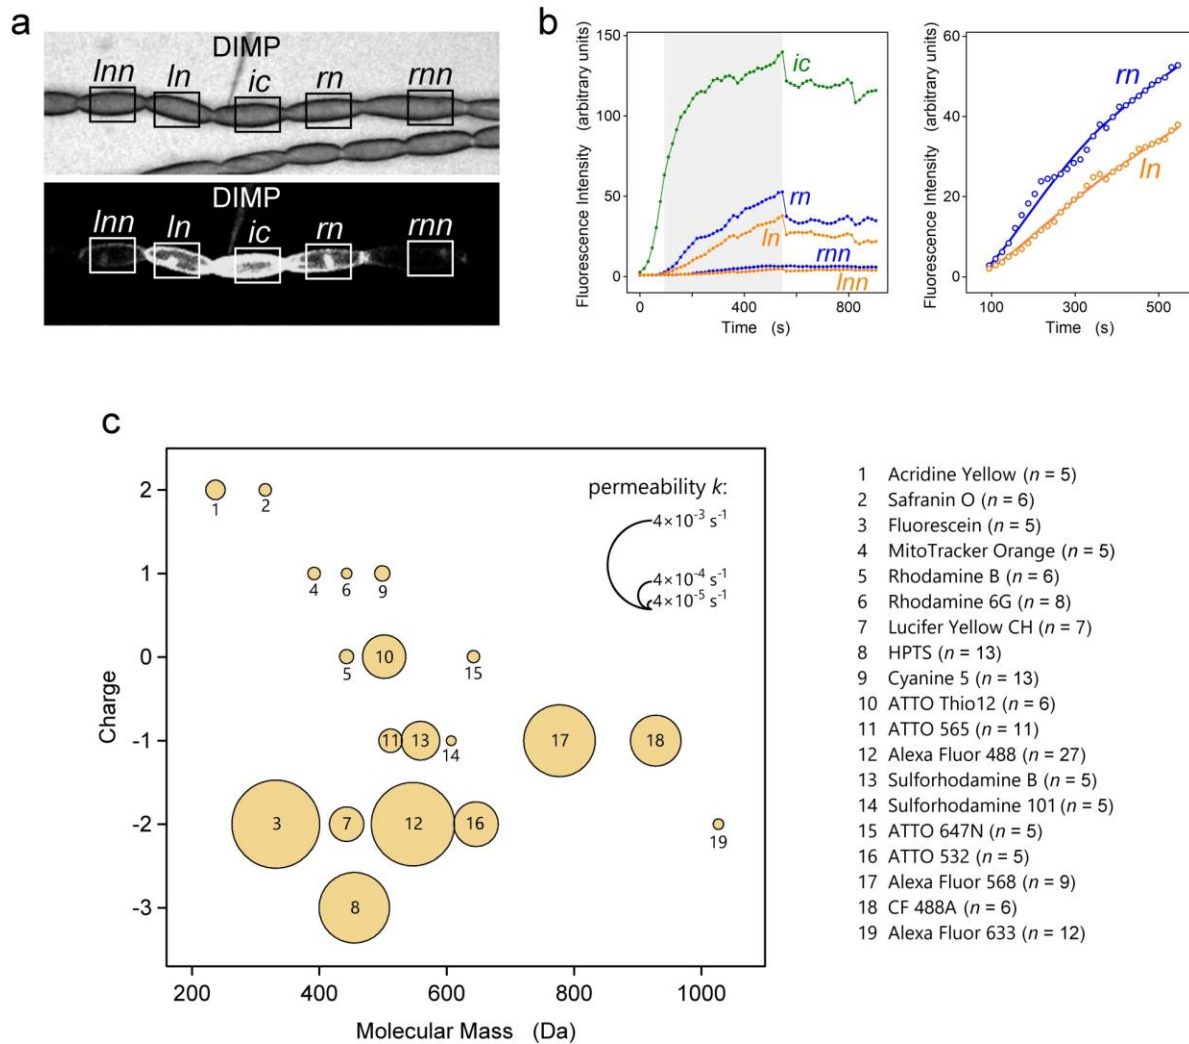 a
DIMP
lnn ln ic rn rnn
DIMP
lnn ln ic rn rnn
b
Fluorescence Intensity (arbitrary units)
150
100
50
0
ic
rn
ln
rnn
lnn
0 400 800
Time (s)
Fluorescence Intensity (arbitrary units)
60
40
20
0
rn
ln
100 300 500
Time (s)
c
Charge
2
1
0
-1
-2
-3
1 2
4 6 9
5 10 15
11 13 14 17 18
3 7 12 16 19
8
permeability k:
4×10⁻³ s⁻¹
4×10⁻⁴ s⁻¹
4×10⁻⁵ s⁻¹
200 400 600 800 1000
Molecular Mass (Da)
1 Acridine Yellow (n = 5)
2 Safranin O (n = 6)
3 Fluorescein (n = 5)
4 MitoTracker Orange (n = 5)
5 Rhodamine B (n = 6)
6 Rhodamine 6G (n = 8)
7 Lucifer Yellow CH (n = 7)
8 HPTS (n = 13)
9 Cyanine 5 (n = 13)
10 ATTO Thio12 (n = 6)
11 ATTO 565 (n = 11)
12 Alexa Fluor 488 (n = 27)
13 Sulforhodamine B (n = 5)
14 Sulforhodamine 101 (n = 5)
15 ATTO 647N (n = 5)
16 ATTO 532 (n = 5)
17 Alexa Fluor 568 (n = 9)
18 CF 488A (n = 6)
19 Alexa Fluor 633 (n = 12)